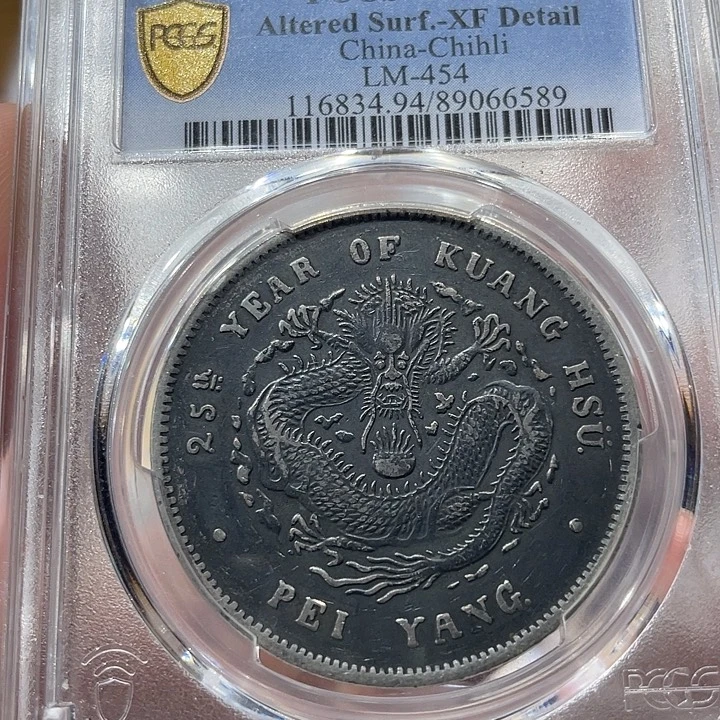 PCGS
Altered Surf.-XF Detail
China-Chihli
LM-454
116834.94/89066589
25th YEAR OF KUANG HSÜ.
PEI YANG.
PCGS